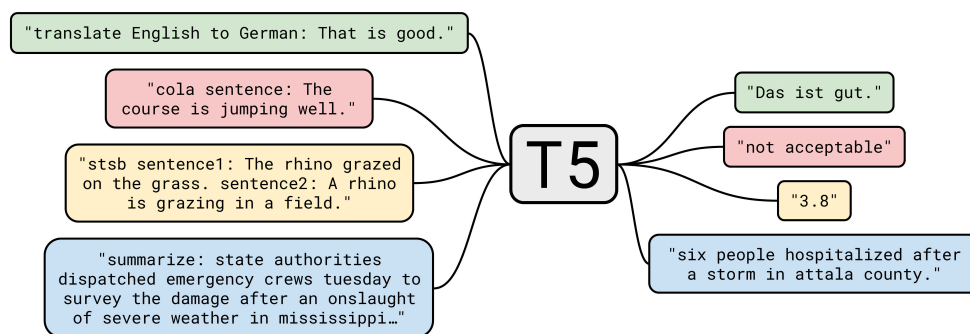 "translate English to German: That is good."
"cola sentence: The
course is jumping well."
"stsb sentence1: The rhino grazed
on the grass. sentence2: A rhino
is grazing in a field."
"summarize: state authorities
dispatched emergency crews tuesday to
survey the damage after an onslaught
of severe weather in mississippi…"
T5
"Das ist gut."
"not acceptable"
"3.8"
"six people hospitalized after
a storm in attala county."